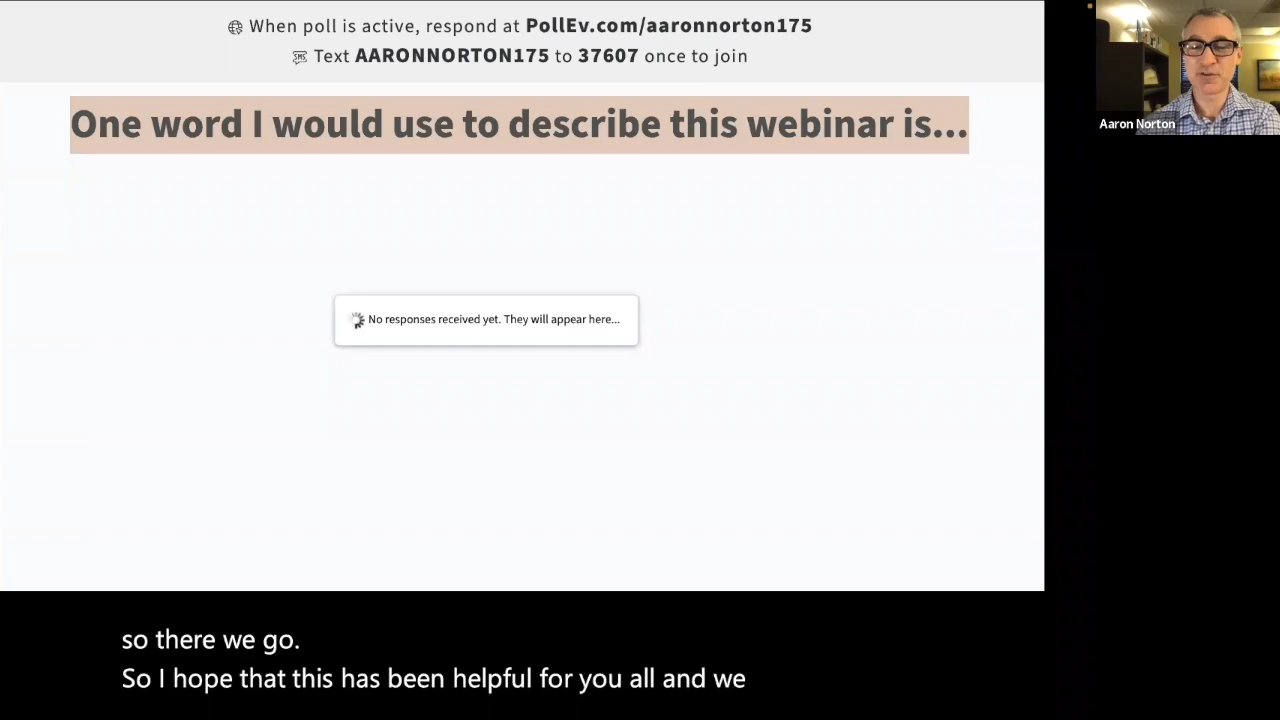 When poll is active, respond at PollEv.com/aaronnorton175
Text AARONNORTON175 to 37607 once to join
One word I would use to describe this webinar is...
No responses received yet. They will appear here...
Aaron Norton
so there we go.
So I hope that this has been helpful for you all and we